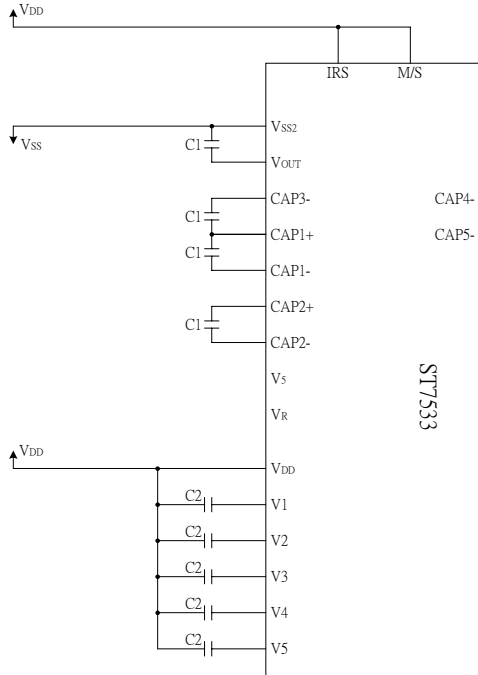 VDD
IRS M/S
VSS2
VSS
C1
VOUT
CAP3- CAP4-
C1
CAP1+ CAP5-
C1
CAP1-
CAP2+
C1
CAP2-
V5
ST7533
VR
VDD
VDD
C2
V1
C2
V2
C2
V3
C2
V4
C2
V5